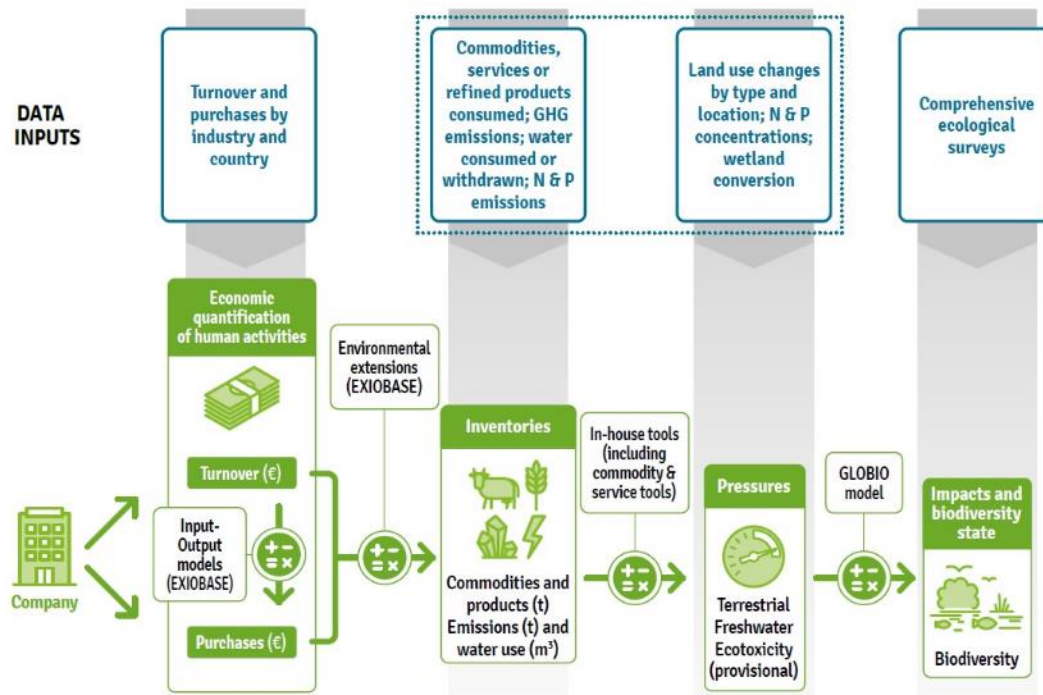 DATA
INPUTS
Turnover and
purchases by
industry and
country
Commodities,
services or
refined products
consumed; GHG
emissions; water
consumed or
withdrawn; N & P
emissions
Land use changes
by type and
location; N & P
concentrations;
wetland
conversion
Comprehensive
ecological
surveys
Economic
quantification
of human activities
Environmental
extensions
(EXIOBASE)
Turnover (€)
Input-
Output
models
(EXIOBASE)
Purchases (€)
Company
Inventories
Commodities and
products (t)
Emissions (t) and
water use (m³)
In-house tools
(including
commodity &
service tools)
Pressures
Terrestrial
Freshwater
Ecotoxicity
(provisional)
GLOBIO
model
Impacts and
biodiversity
state
Biodiversity